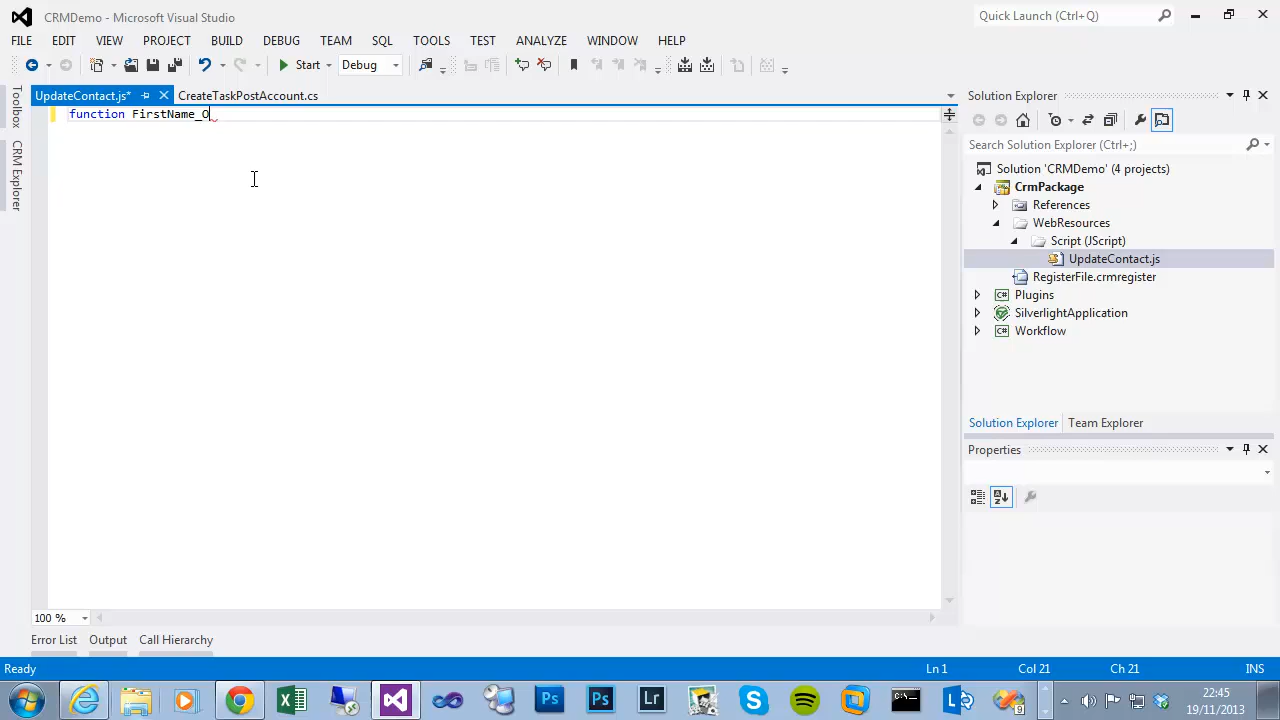 CRMDemo - Microsoft Visual Studio
Quick Launch (Ctrl+Q)
FILE EDIT VIEW PROJECT BUILD DEBUG TEAM SQL TOOLS TEST ANALYZE WINDOW HELP
Start Debug
Toolbox
CRM Explorer
UpdateContact.js* CreateTaskPostAccount.cs
function FirstName_O
Solution Explorer
Search Solution Explorer (Ctrl+;)
Solution 'CRMDemo' (4 projects)
CrmPackage
References
WebResources
Script (JScript)
UpdateContact.js
RegisterFile.crmregister
Plugins
SilverlightApplication
Workflow
Solution Explorer Team Explorer
Properties
100 %
Error List Output Call Hierarchy
Ready Ln 1 Col 21 Ch 21 INS
Ps Ps Lr S
22:45
19/11/2013